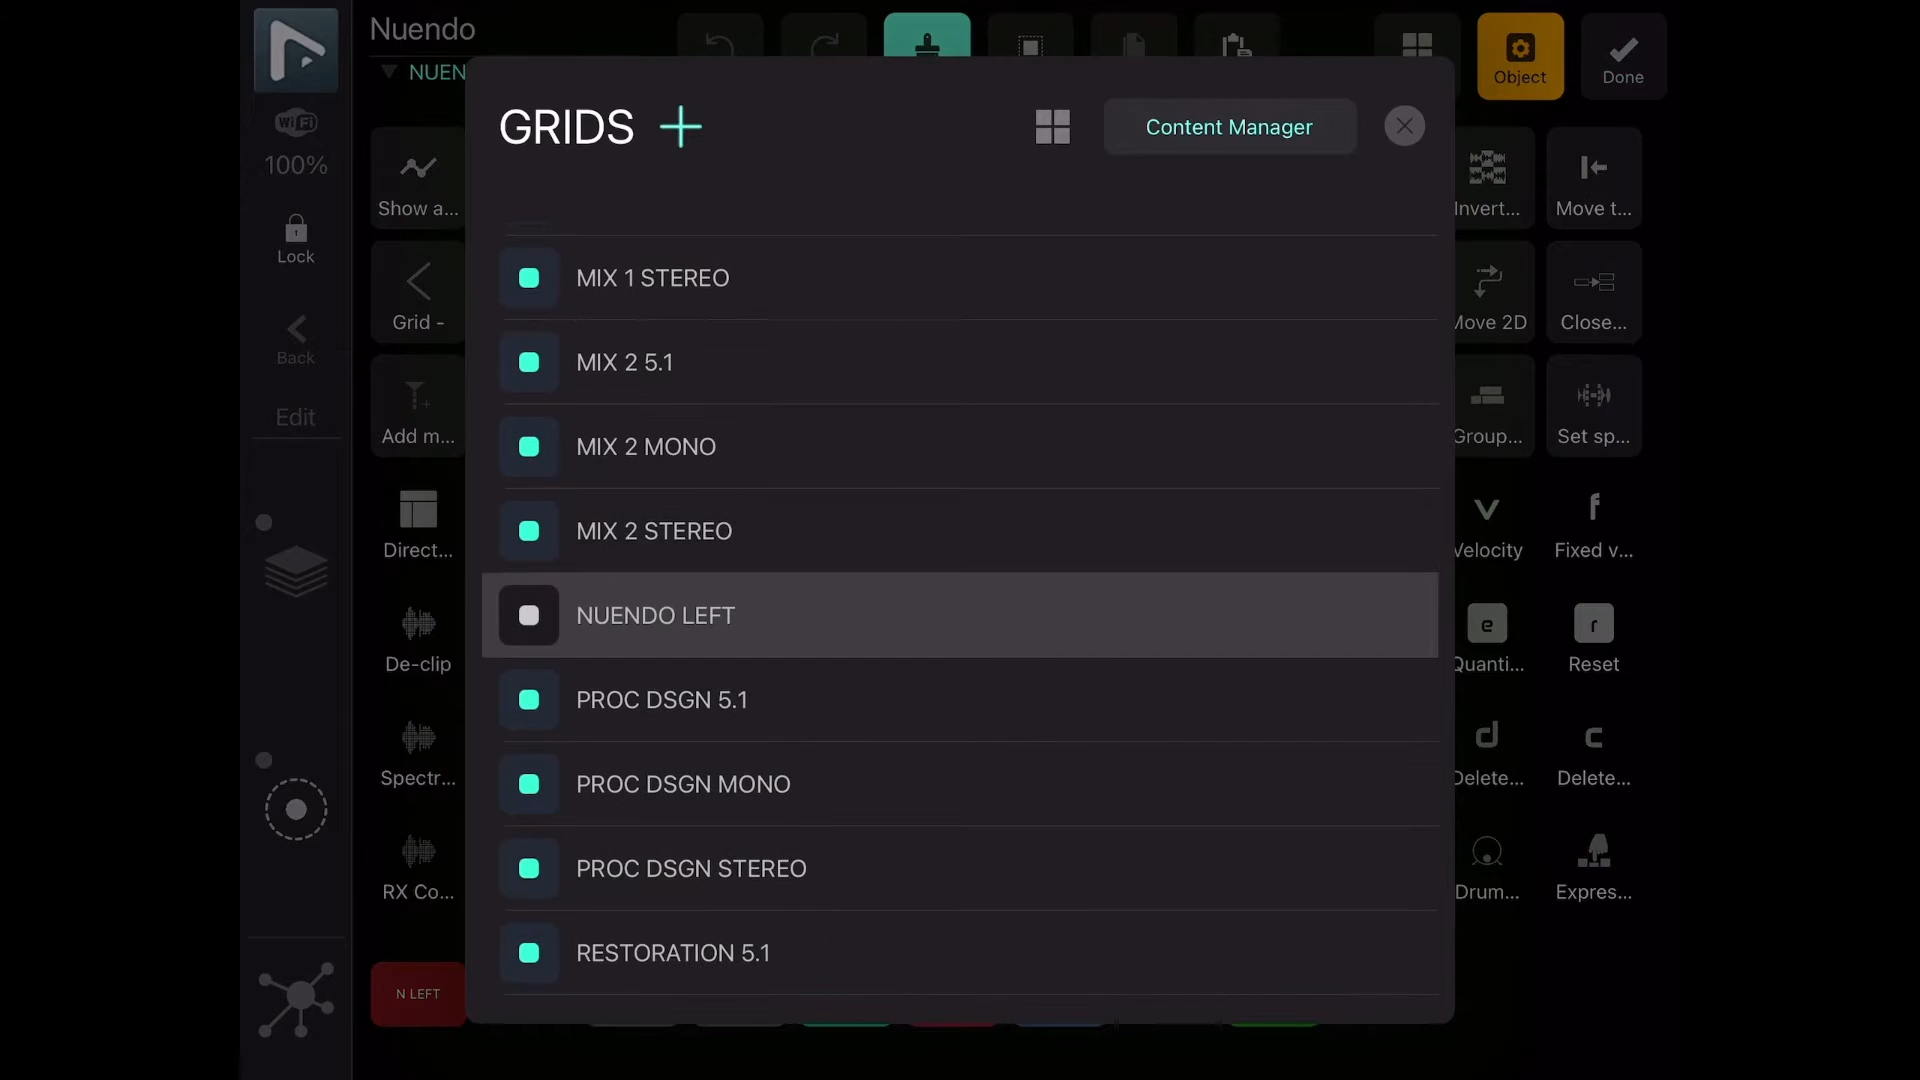 Nuendo
NUEN
Object
Done
GRIDS
Content Manager
WiFi
100%
Lock
Back
Edit
Show a...
Grid -
Add m...
Direct...
De-clip
Spectr...
RX Co...
N LEFT
MIX 1 STEREO
MIX 2 5.1
MIX 2 MONO
MIX 2 STEREO
NUENDO LEFT
PROC DSGN 5.1
PROC DSGN MONO
PROC DSGN STEREO
RESTORATION 5.1
Invert...
Move t...
Move 2D
Close...
Group...
Set sp...
v
f
Velocity
Fixed v...
e
r
Quanti...
Reset
d
c
Delete...
Delete...
Drum...
Expres...